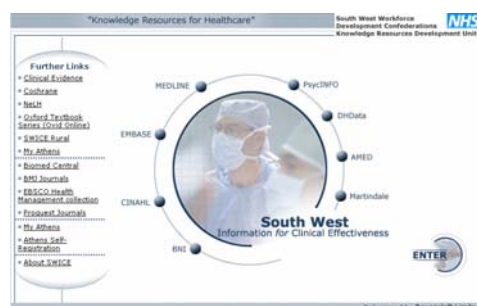 "Knowledge Resources for Healthcare"
South West Workforce
Development Confederations
Knowledge Resources Development Unit
NHS
Further Links
Clinical Evidence
Cochrane
NeLH
Oxford Textbook
Series (Ovid Online)
SWICE Rural
My Athens
Biomed Central
BMJ Journals
EBSCO Health
Management collection
Proquest Journals
My Athens
Athens Self-
Registration
About SWICE
MEDLINE
EMBASE
CINAHL
BNI
PsycINFO
DHData
AMED
Martindale
South West
Information for Clinical Effectiveness
ENTER